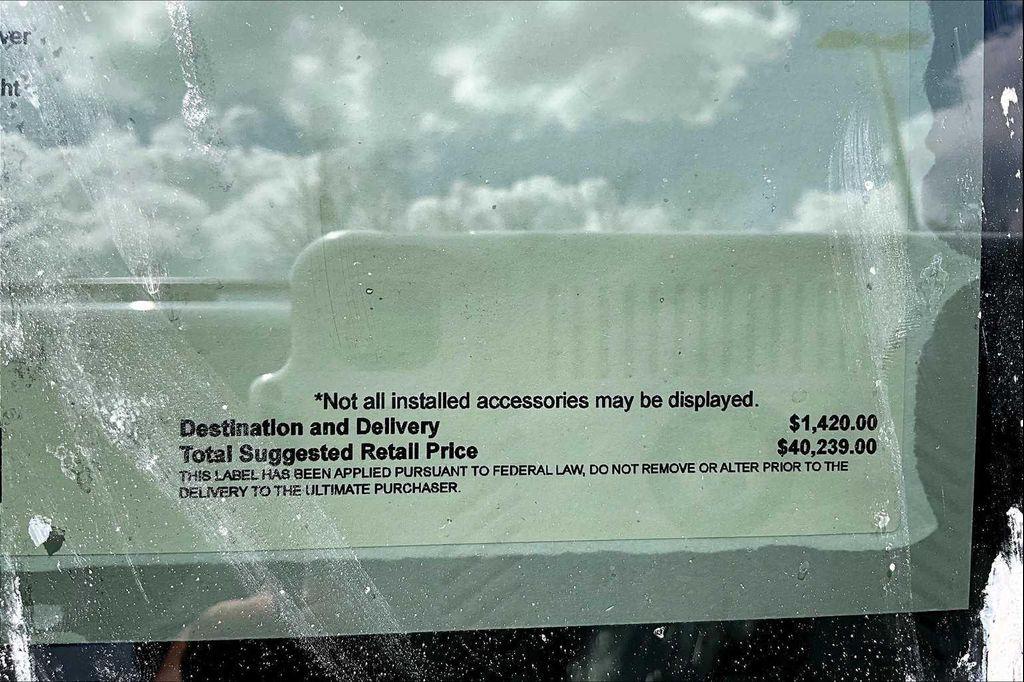 ver
ht
*Not all installed accessories may be displayed.
Destination and Delivery $1,420.00
Total Suggested Retail Price $40,239.00
THIS LABEL HAS BEEN APPLIED PURSUANT TO FEDERAL LAW, DO NOT REMOVE OR ALTER PRIOR TO THE
DELIVERY TO THE ULTIMATE PURCHASER.